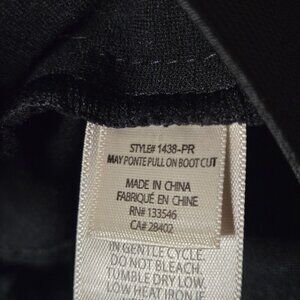 STYLE# 1438-PR
MAY PONTE PULL ON BOOT CUT
MADE IN CHINA
FABRIQUÉ EN CHINE
RN# 133546
CA# 28402
IN GENTLE CYCLE.
DO NOT BLEACH.
TUMBLE DRY LOW.
LOW HEAT IRON